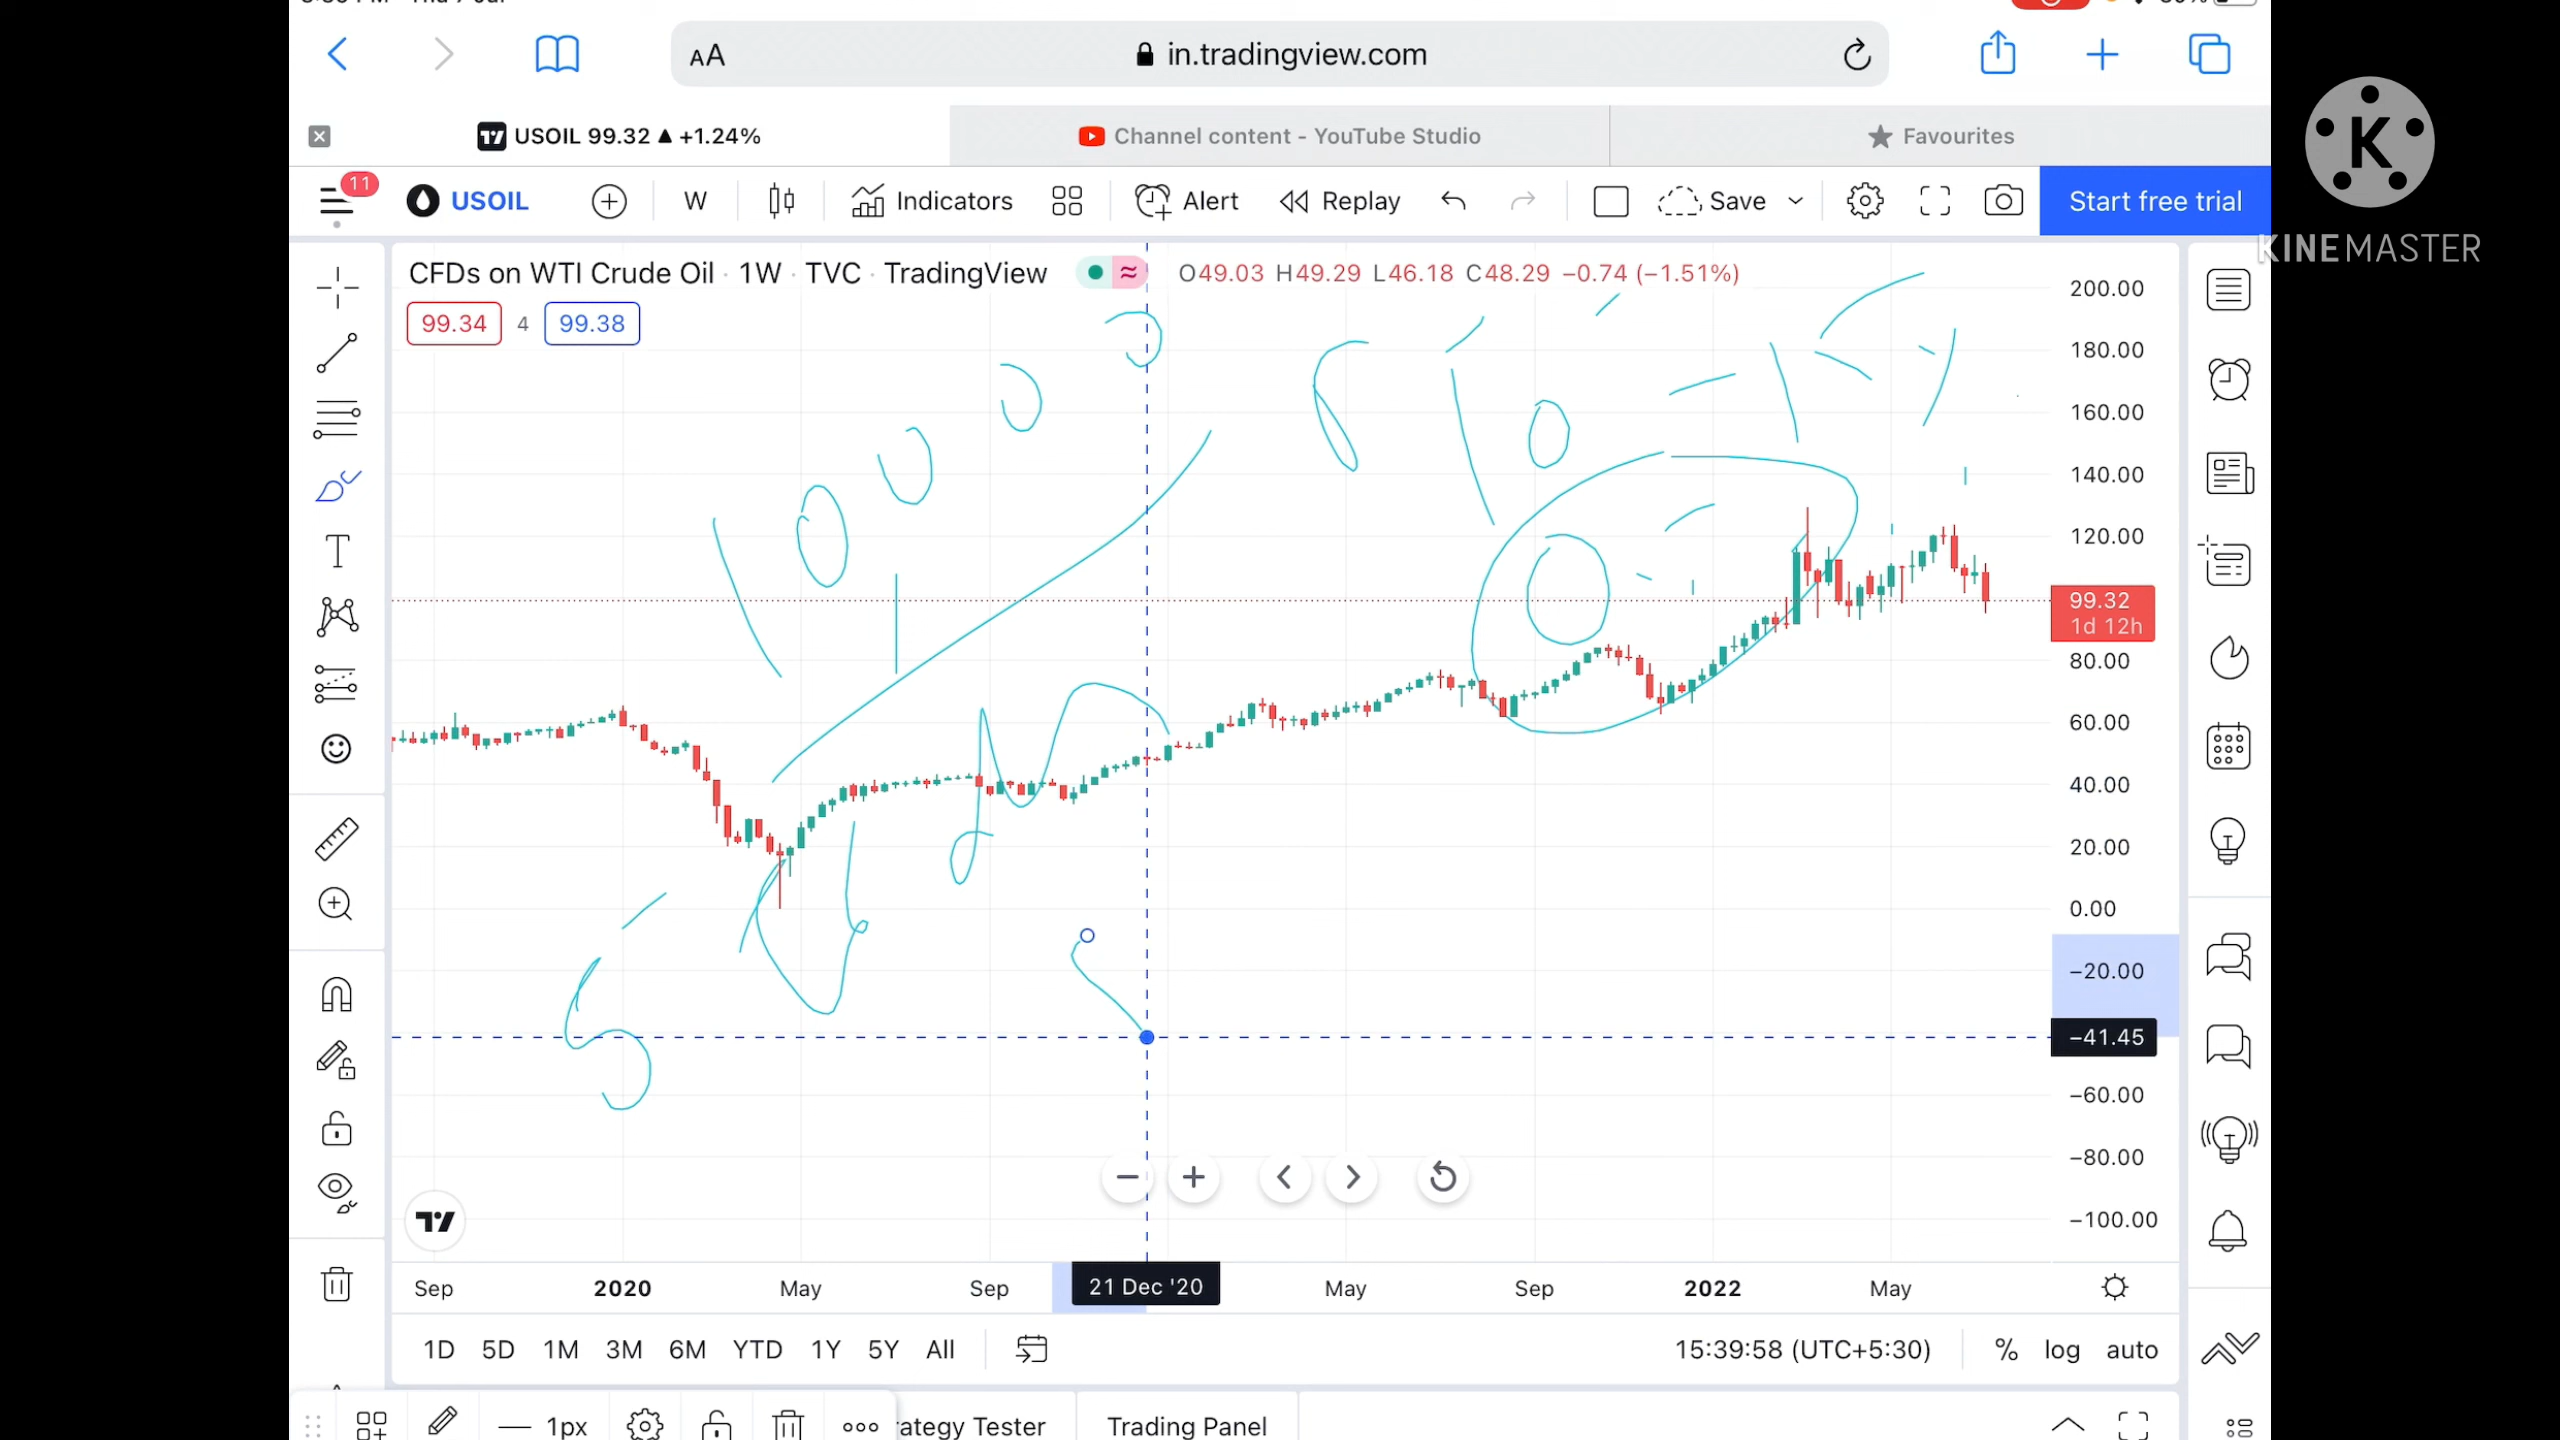 in.tradingview.com
AA
USOIL 99.32 ▲ +1.24%
Channel content - YouTube Studio
Favourites
11
USOIL
W
Indicators
Alert
Replay
Save
Start free trial
K
KINEMASTER
CFDs on WTI Crude Oil · 1W · TVC · TradingView
O49.03 H49.29 L46.18 C48.29 −0.74 (−1.51%)
99.34
4
99.38
200.00
180.00
160.00
140.00
120.00
99.32
1d 12h
80.00
60.00
40.00
20.00
0.00
−20.00
−41.45
−60.00
−80.00
−100.00
Sep
2020
May
Sep
21 Dec '20
May
Sep
2022
May
1D 5D 1M 3M 6M YTD 1Y 5Y All
15:39:58 (UTC+5:30)
% log auto
1px
ategy Tester
Trading Panel